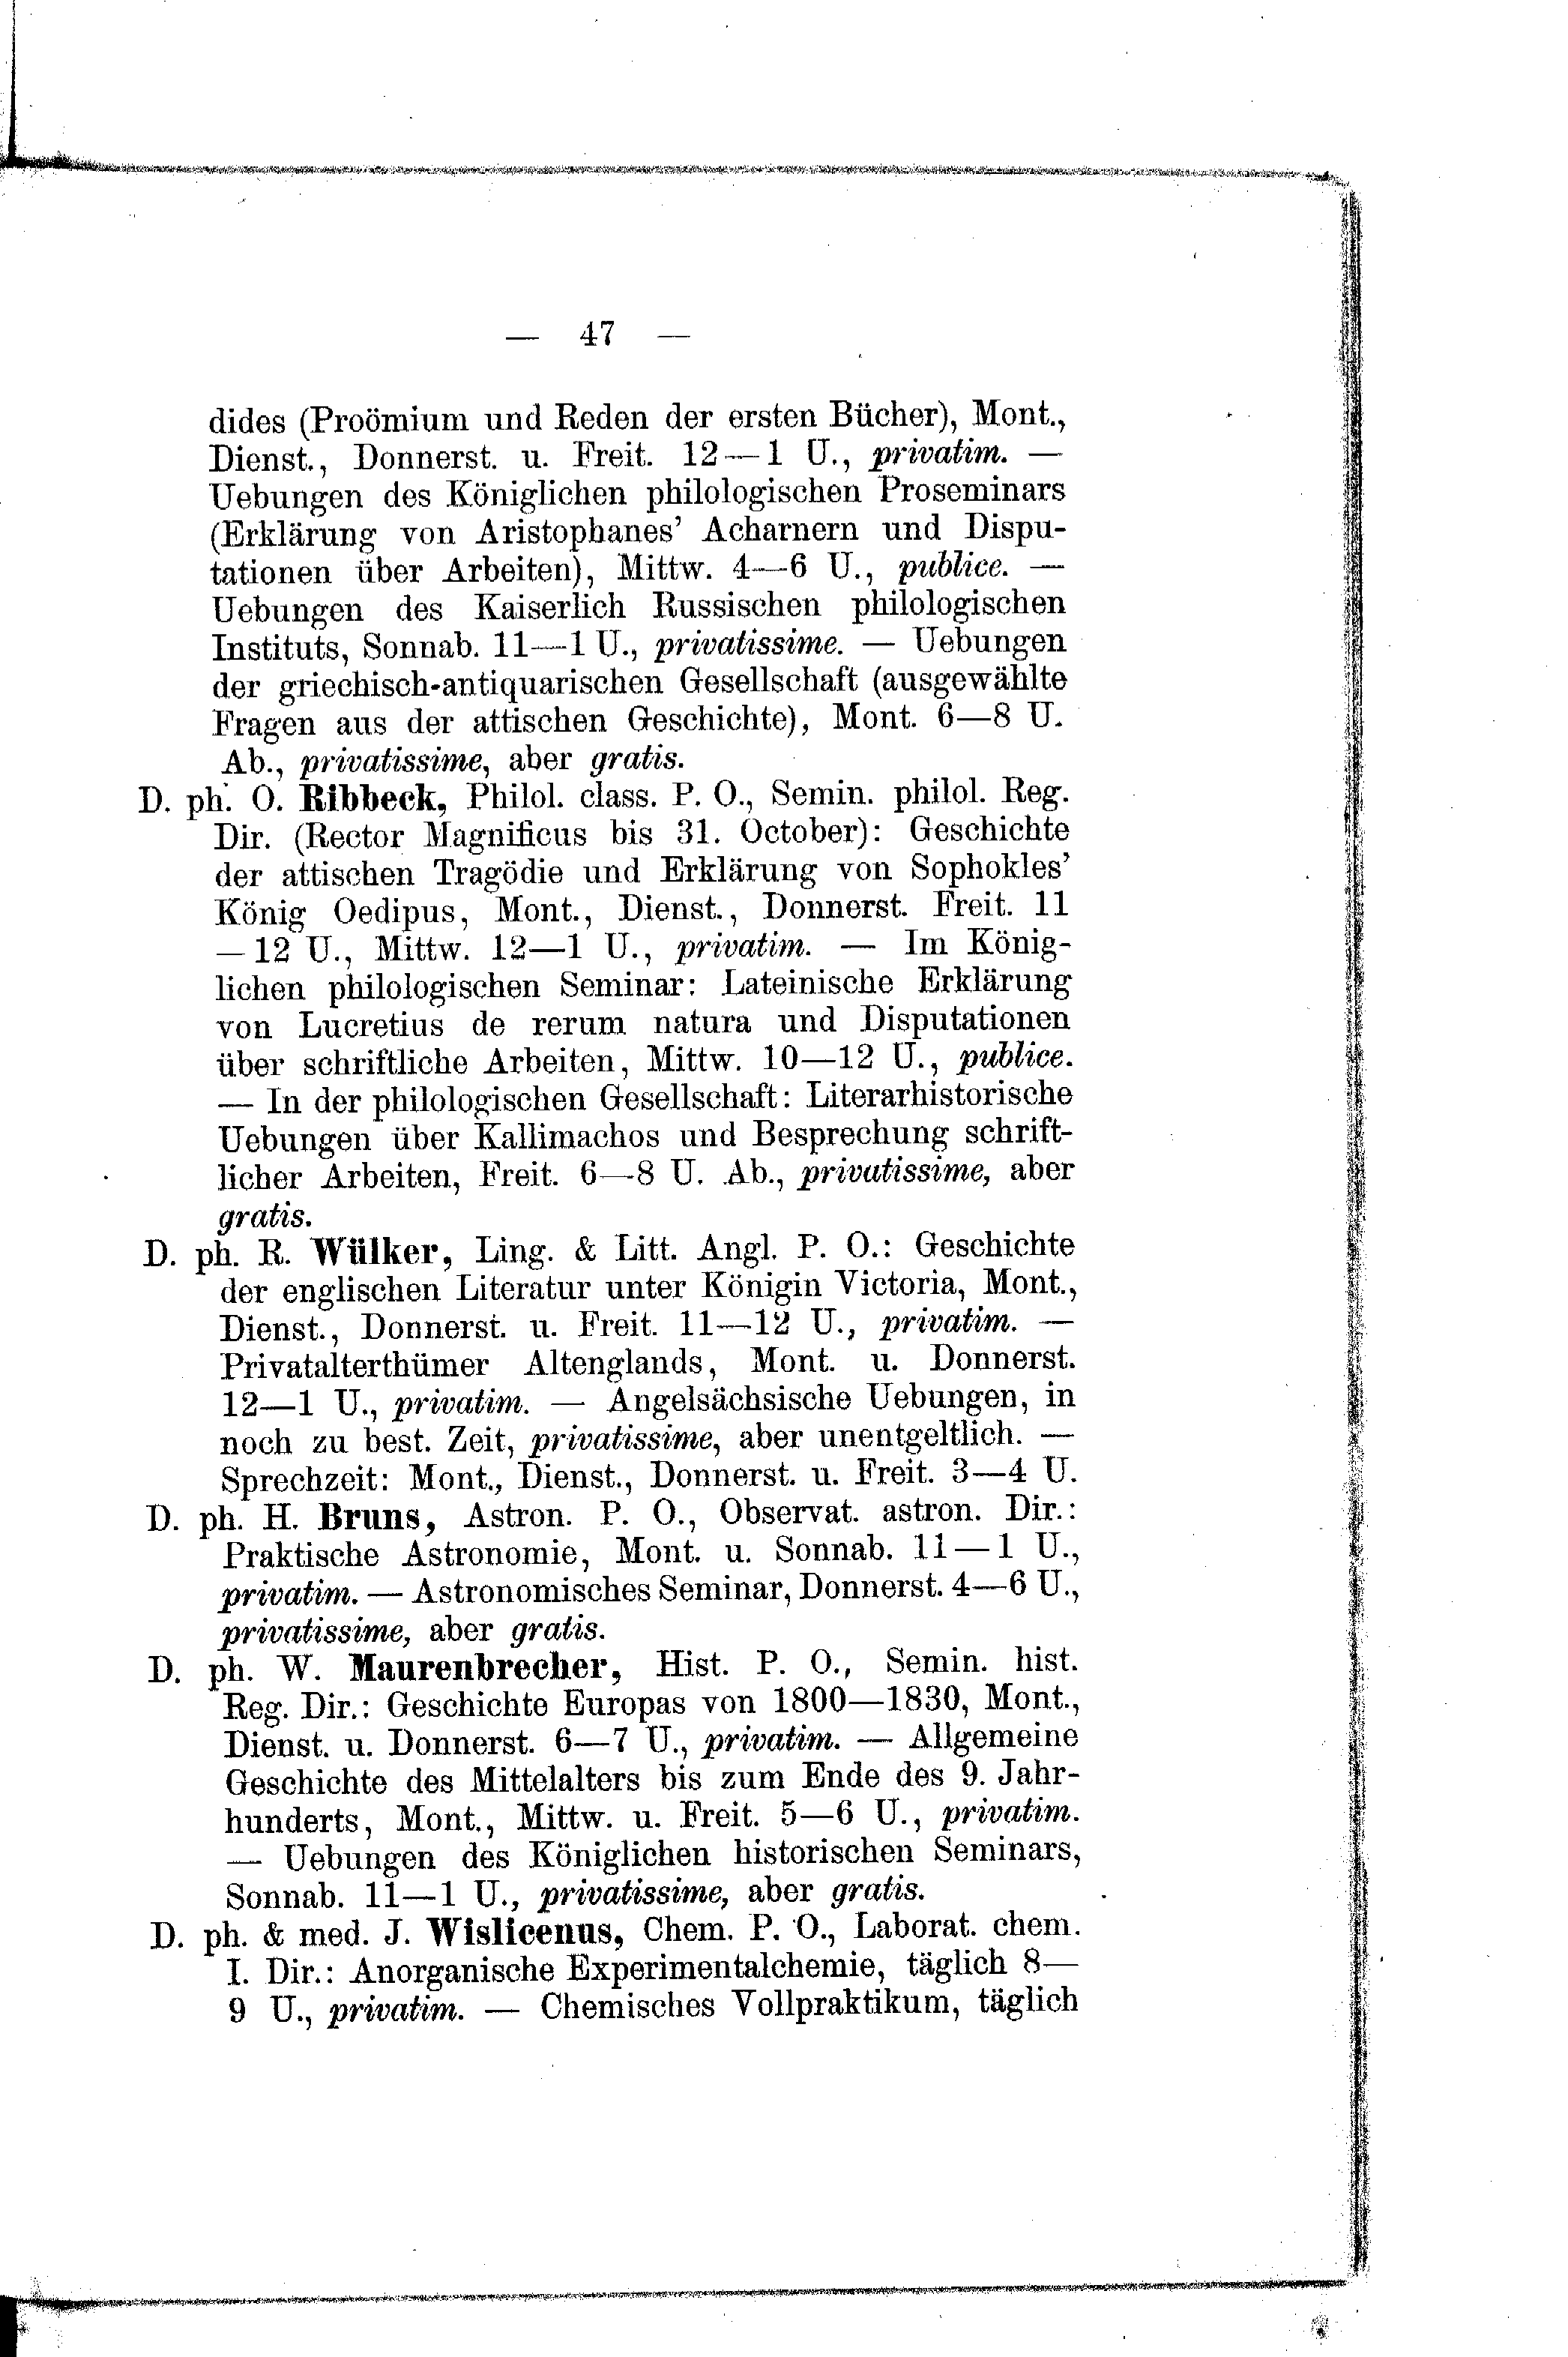 — 47 —
dides (Proömium und Reden der ersten Bücher), Mont.,
Dienst., Donnerst. u. Freit. 12—1 U., privatim. —
Uebungen des Königlichen philologischen Proseminars
(Erklärung von Aristophanes’ Acharnern und Dispu-
tationen über Arbeiten), Mittw. 4—6 U., publice. —
Uebungen des Kaiserlich Russischen philologischen
Instituts, Sonnab. 11—1 U., privatissime. — Uebungen
der griechisch-antiquarischen Gesellschaft (ausgewählte
Fragen aus der attischen Geschichte), Mont. 6—8 U.
Ab., privatissime, aber gratis.
D. ph. O. Ribbeck, Philol. class. P. O., Semin. philol. Reg.
Dir. (Rector Magnificus bis 31. October): Geschichte
der attischen Tragödie und Erklärung von Sophokles’
König Oedipus, Mont., Dienst., Donnerst. Freit. 11
—12 U., Mittw. 12—1 U., privatim. — Im König-
lichen philologischen Seminar: Lateinische Erklärung
von Lucretius de rerum natura und Disputationen
über schriftliche Arbeiten, Mittw. 10—12 U., publice.
— In der philologischen Gesellschaft: Literarhistorische
Uebungen über Kallimachos und Besprechung schrift-
licher Arbeiten, Freit. 6—8 U. Ab., privatissime, aber
gratis.
D. ph. R. Wülker, Ling. & Litt. Angl. P. O.: Geschichte
der englischen Literatur unter Königin Victoria, Mont.,
Dienst., Donnerst. u. Freit. 11—12 U., privatim. —
Privatalterthümer Altenglands, Mont. u. Donnerst.
12—1 U., privatim. — Angelsächsische Uebungen, in
noch zu best. Zeit, privatissime, aber unentgeltlich. —
Sprechzeit: Mont., Dienst., Donnerst. u. Freit. 3—4 U.
D. ph. H. Bruns, Astron. P. O., Observat. astron. Dir.:
Praktische Astronomie, Mont. u. Sonnab. 11—1 U.,
privatim. — Astronomisches Seminar, Donnerst. 4—6 U.,
privatissime, aber gratis.
D. ph. W. Maurenbrecher, Hist. P. O., Semin. hist.
Reg. Dir.: Geschichte Europas von 1800—1830, Mont.,
Dienst. u. Donnerst. 6—7 U., privatim. — Allgemeine
Geschichte des Mittelalters bis zum Ende des 9. Jahr-
hunderts, Mont., Mittw. u. Freit. 5—6 U., privatim.
— Uebungen des Königlichen historischen Seminars,
Sonnab. 11—1 U., privatissime, aber gratis.
D. ph. & med. J. Wislicenus, Chem. P. O., Laborat. chem.
I. Dir.: Anorganische Experimentalchemie, täglich 8—
9 U., privatim. — Chemisches Vollpraktikum, täglich